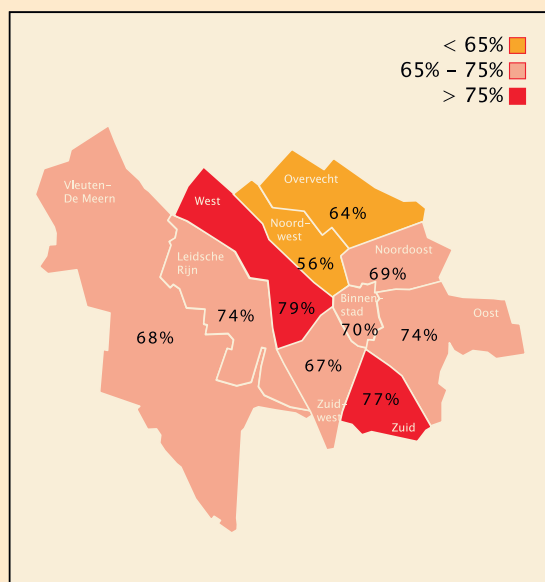 < 65%
65% – 75%
> 75%
Vleuten–
De Meern
68%
West
79%
Overvecht
64%
Noord–
west
56%
Leidsche
Rijn
74%
Noordoost
69%
Binnen–
stad
70%
Oost
74%
67%
Zuid–
west
77%
Zuid